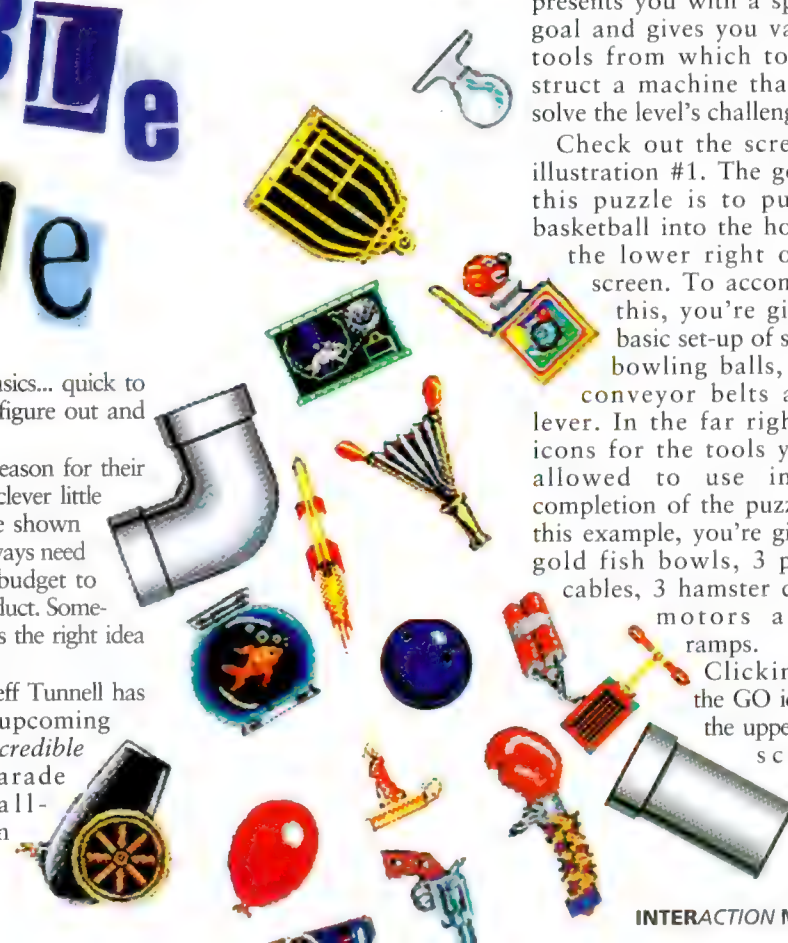 BLe
e
asics... quick to
figure out and
eason for their
clever little
e shown
ways need
budget to
duct. Some-
s the right idea
eff Tunnell has
upcoming
credible
arade
all-
n
presents you with a sp
goal and gives you va
tools from which to
struct a machine tha
solve the level's challeng
Check out the scre
illustration #1. The go
this puzzle is to pu
basketball into the ho
the lower right o
screen. To accom
this, you're gi
basic set-up of s
bowling balls,
conveyor belts a
lever. In the far righ
icons for the tools y
allowed to use in
completion of the puzz
this example, you're gi
gold fish bowls, 3 p
cables, 3 hamster c
motors a
ramps.
Clickin
the GO i
the uppe
sc
INTERACTION